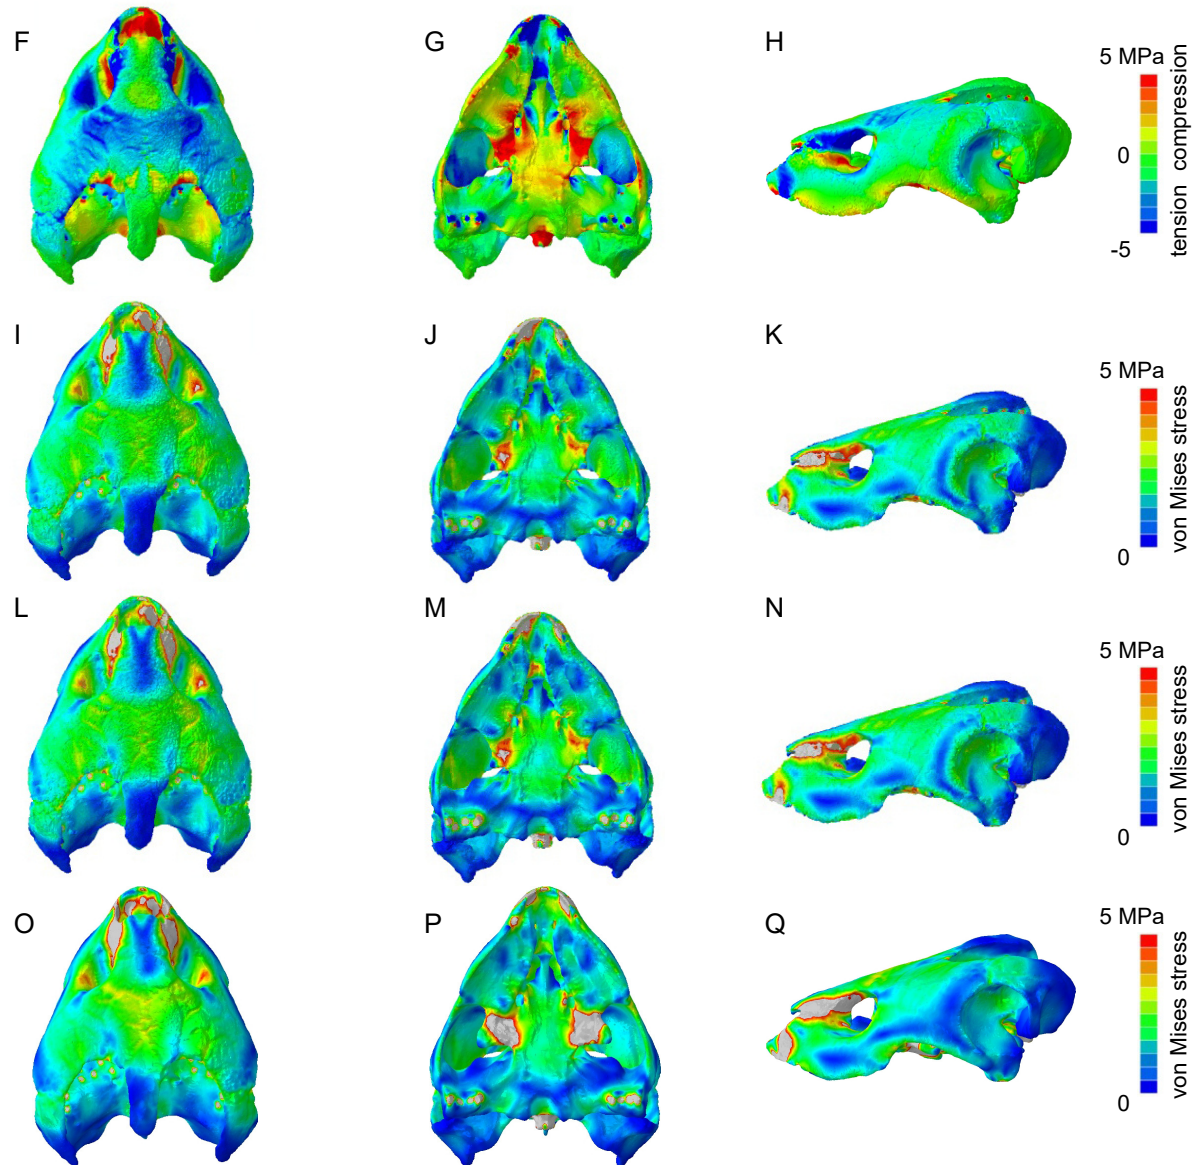 F
G
H
5 MPa
0
-5
tension compression
I
J
K
5 MPa
0
von Mises stress
L
M
N
5 MPa
0
von Mises stress
O
P
Q
5 MPa
0
von Mises stress